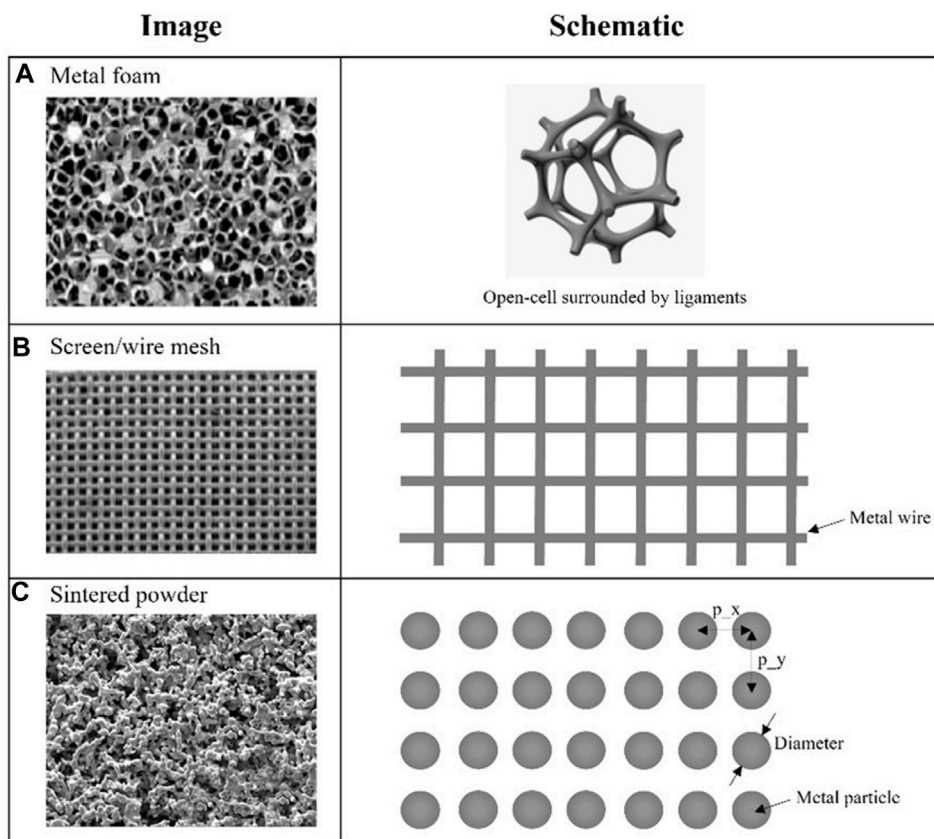 Image
Schematic
A Metal foam
Open-cell surrounded by ligaments
B Screen/wire mesh
Metal wire
C Sintered powder
p_x
p_y
Diameter
Metal particle